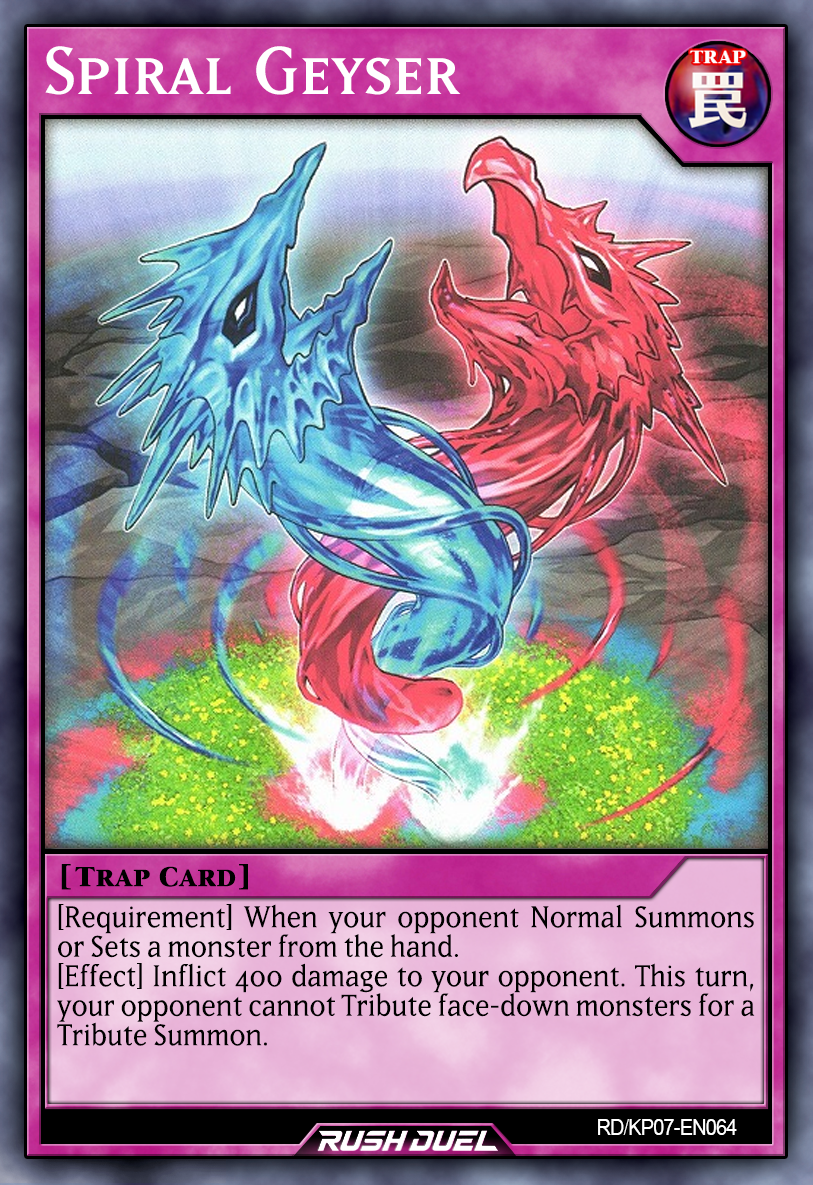 Spiral Geyser
TRAP
罠
[Trap Card]
[Requirement] When your opponent Normal Summons
or Sets a monster from the hand.
[Effect] Inflict 400 damage to your opponent. This turn,
your opponent cannot Tribute face-down monsters for a
Tribute Summon.
RD/KP07-EN064
RUSH DUEL